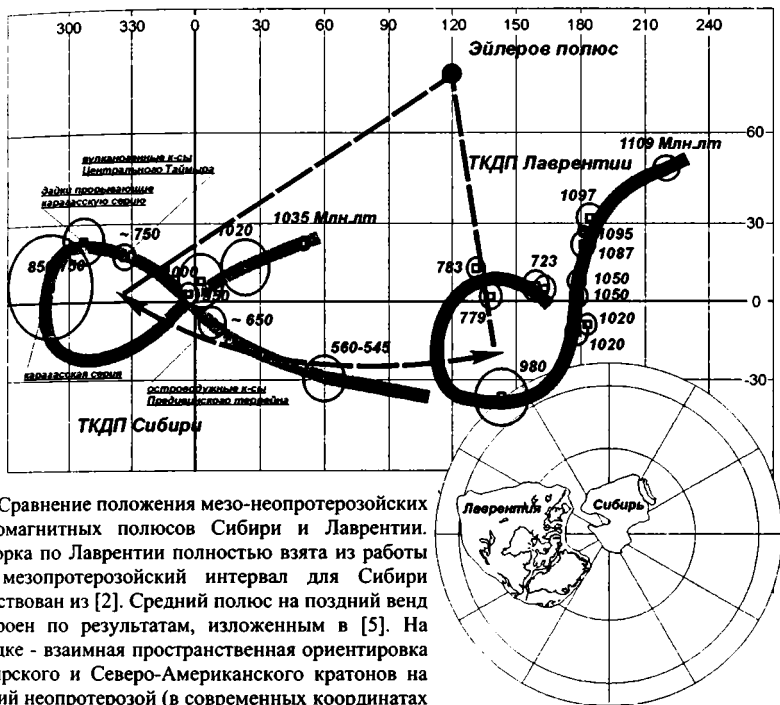 300 330 0 30 60 90 120 150 180 210 240
Эйлеров полюс
60
ТКДП Лаврентии
1109 Млн.лт
вулкановенные к-сы
Центрального Таймыра
дайки прорывающие
карагасскую серию
~ 750
1020
1035 Млн.лт
1097
30
1095
1087
783
723
850-750
1000
950
1050
1050
0
779
~ 650
1020
1020
560-545
980
карагасская серия
островодужные к-сы
Предивинского террейна
-30
ТКДП Сибири
Лаврентия
Сибирь
Сравнение положения мезо-неопротерозойских
омагнитных полюсов Сибири и Лаврентии.
орка по Лаврентии полностью взята из работы
мезопротерозойский интервал для Сибири
ствован из [2]. Средний полюс на поздний венд
роен по результатам, изложенным в [5]. На
дке - взаимная пространственная ориентировка
ирского и Северо-Американского кратонов на
ий неопротерозой (в современных координатах